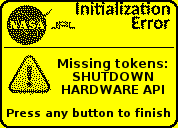 Initialization
Error
NASA JPL
Missing tokens:
SHUTDOWN
HARDWARE API
Press any button to finish